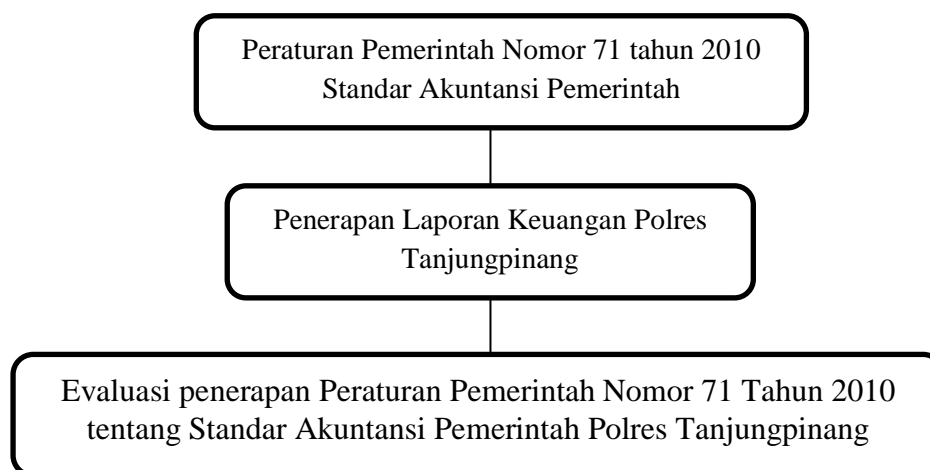 Peraturan Pemerintah Nomor 71 tahun 2010
Standar Akuntansi Pemerintah
Penerapan Laporan Keuangan Polres
Tanjungpinang
Evaluasi penerapan Peraturan Pemerintah Nomor 71 Tahun 2010
tentang Standar Akuntansi Pemerintah Polres Tanjungpinang